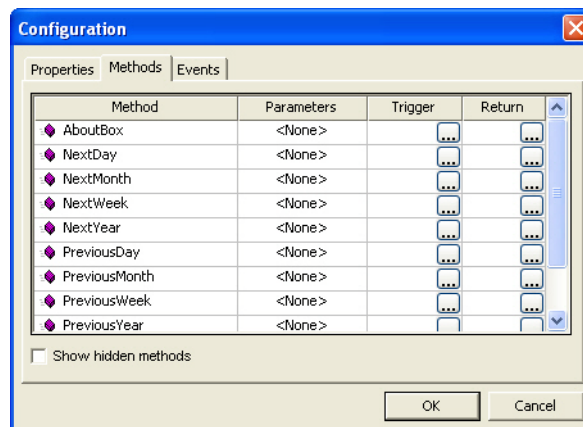 Configuration
Properties Methods Events
Method Parameters Trigger Return
AboutBox <None> ... ...
NextDay <None> ... ...
NextMonth <None> ... ...
NextWeek <None> ... ...
NextYear <None> ... ...
PreviousDay <None> ... ...
PreviousMonth <None> ... ...
PreviousWeek <None> ... ...
PreviousYear <None>
Show hidden methods
OK Cancel